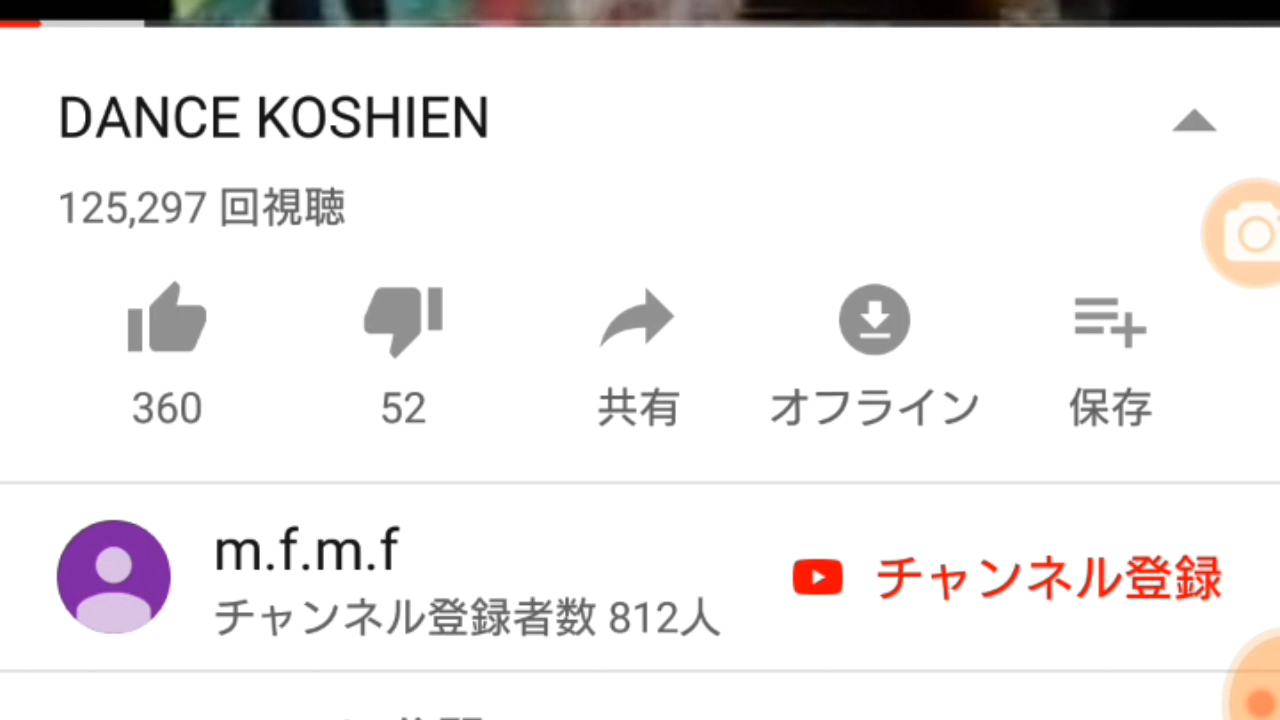 DANCE KOSHIEN
125,297 回視聴
360 52 共有 オフライン 保存
m.f.m.f
チャンネル登録
チャンネル登録者数 812人